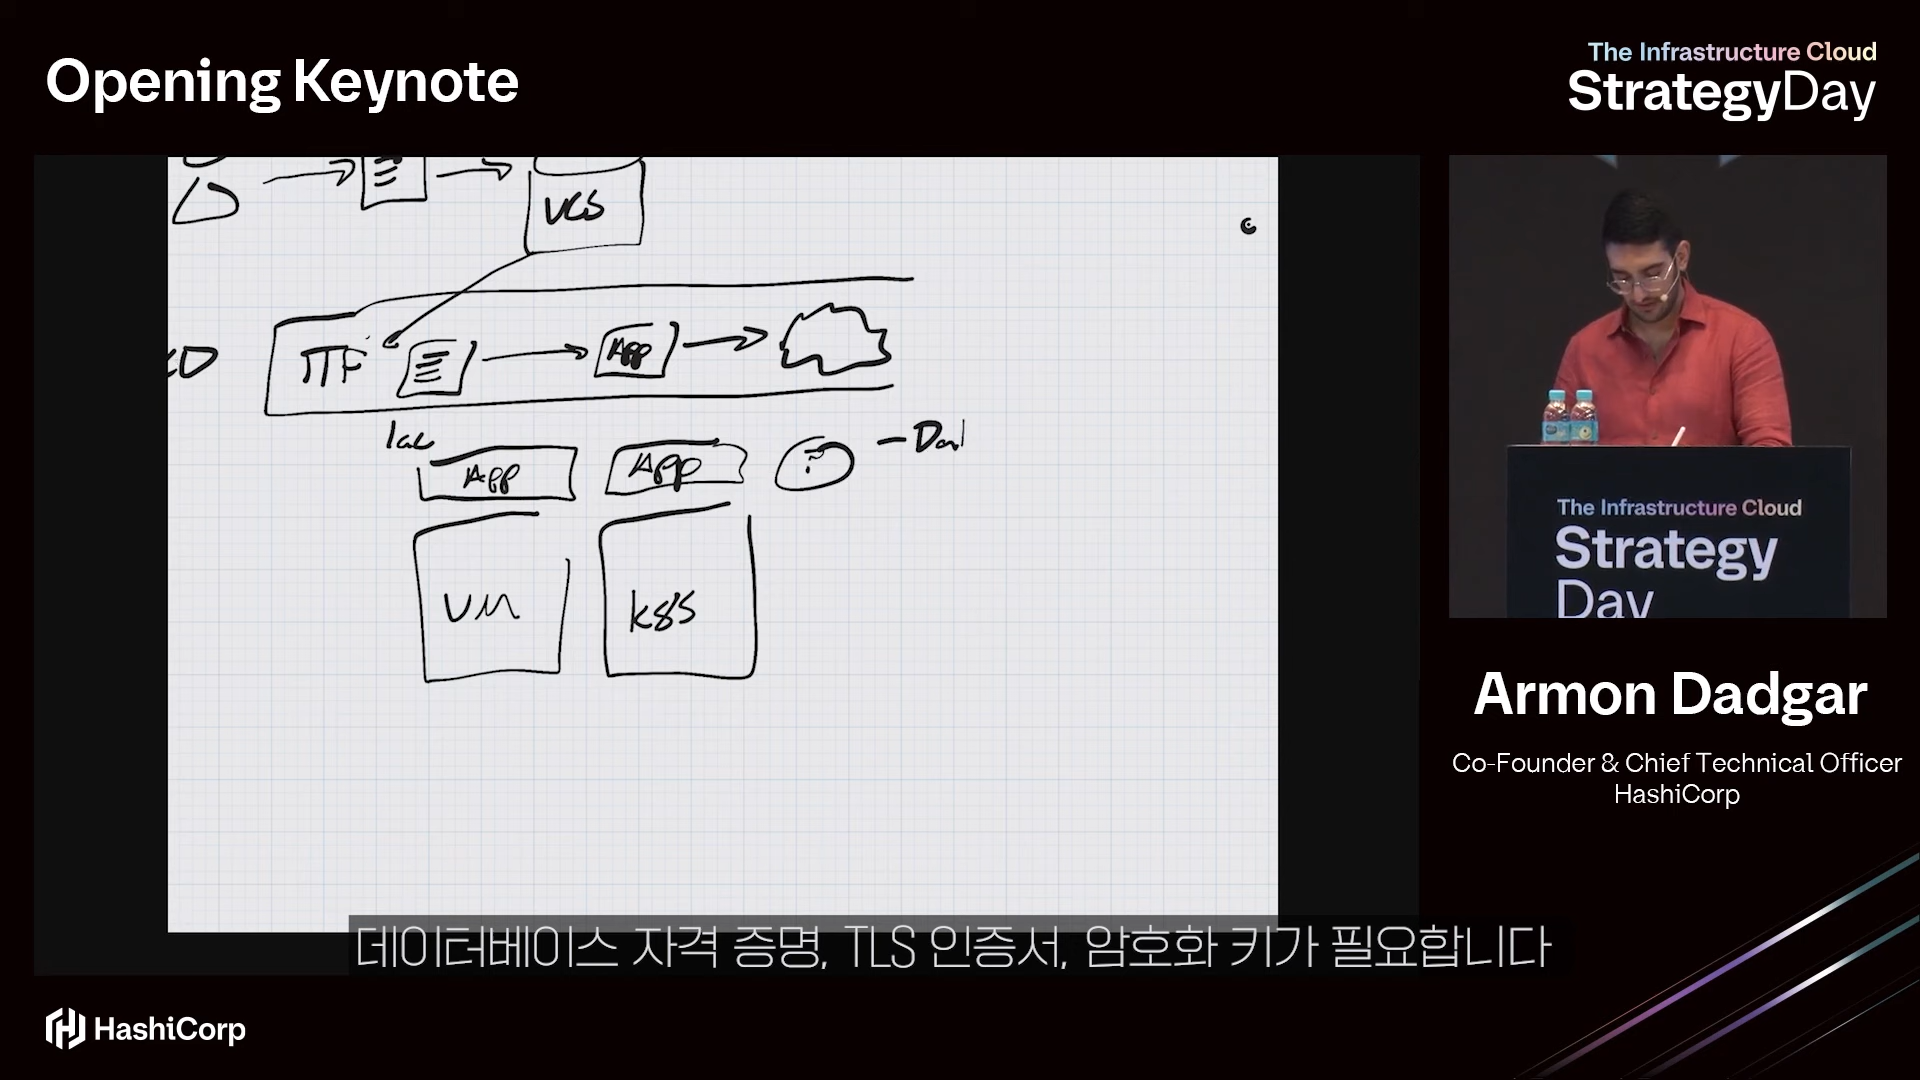 Opening Keynote
The Infrastructure Cloud
StrategyDay
VCS
TF
App
App
App
VM
K8S
The Infrastructure Cloud
Strategy
Day
Armon Dadgar
Co-Founder & Chief Technical Officer
HashiCorp
데이터베이스 자격 증명, TLS 인증서, 암호화 키가 필요합니다
HashiCorp